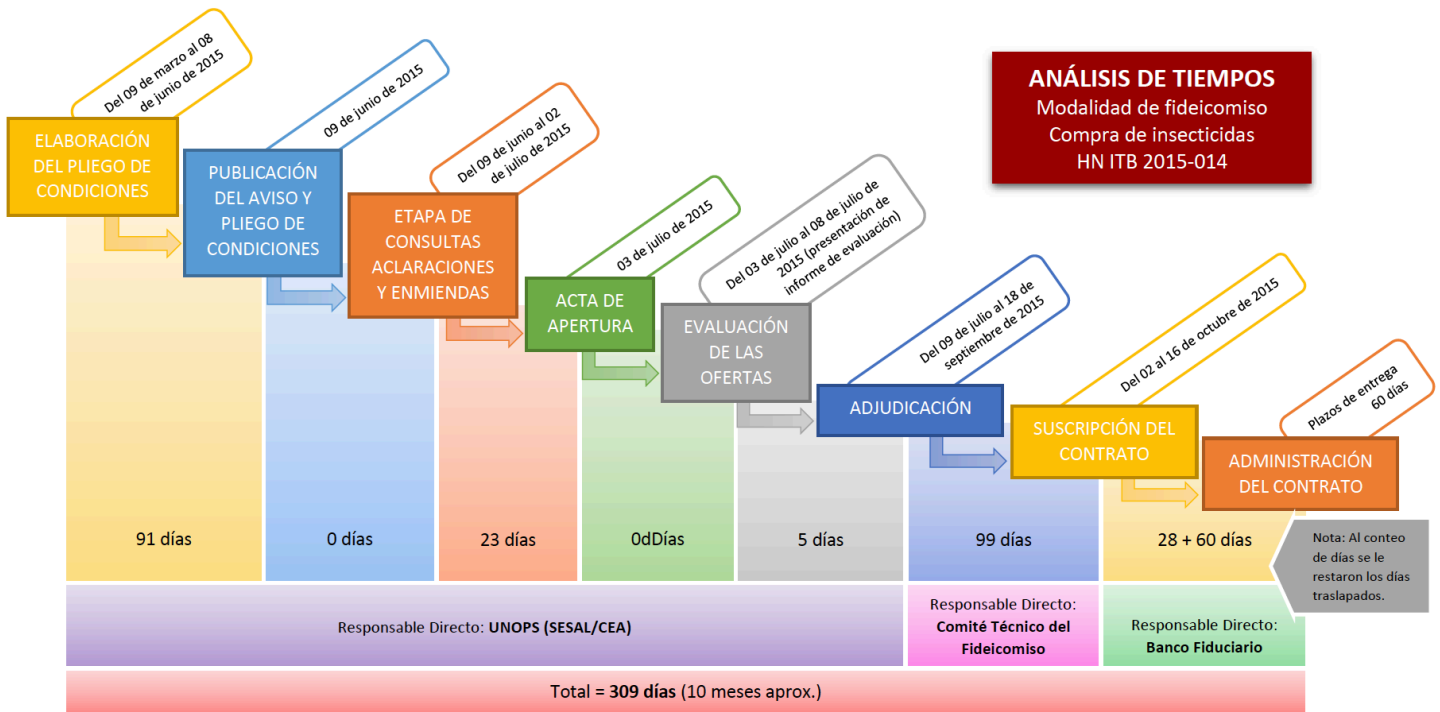 ANÁLISIS DE TIEMPOS
Modalidad de fideicomiso
Compra de insecticidas
HN ITB 2015-014
Del 09 de marzo al 08
de junio de 2015
ELABORACIÓN
DEL PLIEGO DE
CONDICIONES
09 de junio de 2015
PUBLICACIÓN
DEL AVISO Y
PLIEGO DE
CONDICIONES
Del 09 de junio al 02
de julio de 2015
ETAPA DE
CONSULTAS
ACLARACIONES
Y ENMIENDAS
03 de julio de 2015
ACTA DE
APERTURA
Del 03 de julio al 08 de julio de
2015 (presentación de
informe de evaluación)
EVALUACIÓN
DE LAS
OFERTAS
Del 09 de julio al 18 de
septiembre de 2015
ADJUDICACIÓN
Del 02 al 16 de octubre de 2015
SUSCRIPCIÓN DEL
CONTRATO
Plazos de entrega
60 días
ADMINISTRACIÓN
DEL CONTRATO
91 días
0 días
23 días
0dDías
5 días
99 días
28 + 60 días
Nota: Al conteo
de días se le
restaron los días
traslapados.
Responsable Directo: UNOPS (SESAL/CEA)
Responsable Directo:
Comité Técnico del
Fideicomiso
Responsable Directo:
Banco Fiduciario
Total = 309 días (10 meses aprox.)